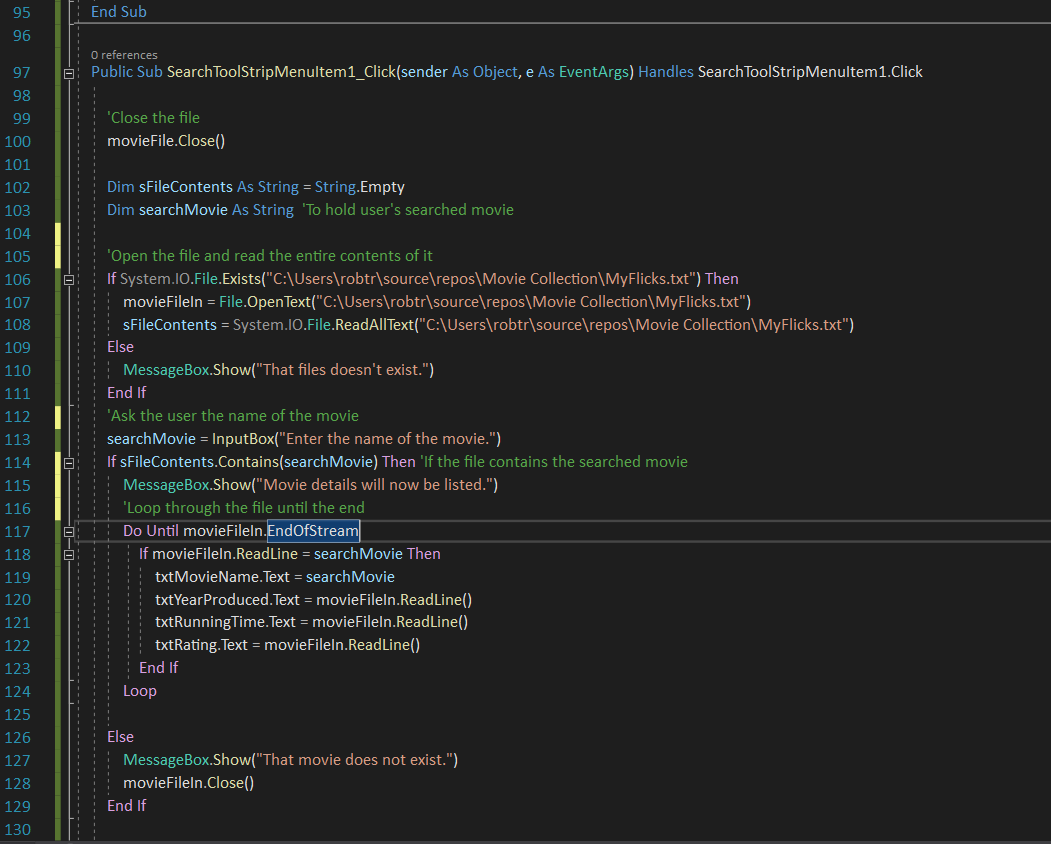 95 End Sub
96
0 references
97 Public Sub SearchToolStripMenuItem1_Click(sender As Object, e As EventArgs) Handles SearchToolStripMenuItem1.Click
98
99 'Close the file
100 movieFile.Close()
101
102 Dim sFileContents As String = String.Empty
103 Dim searchMovie As String 'To hold user's searched movie
104
105 'Open the file and read the entire contents of it
106 If System.IO.File.Exists("C:\Users\robtr\source\repos\Movie Collection\MyFlicks.txt") Then
107 movieFileIn = File.OpenText("C:\Users\robtr\source\repos\Movie Collection\MyFlicks.txt")
108 sFileContents = System.IO.File.ReadAllText("C:\Users\robtr\source\repos\Movie Collection\MyFlicks.txt")
109 Else
110 MessageBox.Show("That files doesn't exist.")
111 End If
112 'Ask the user the name of the movie
113 searchMovie = InputBox("Enter the name of the movie.")
114 If sFileContents.Contains(searchMovie) Then 'If the file contains the searched movie
115 MessageBox.Show("Movie details will now be listed.")
116 'Loop through the file until the end
117 Do Until movieFileIn.EndOfStream
118 If movieFileIn.ReadLine = searchMovie Then
119 txtMovieName.Text = searchMovie
120 txtYearProduced.Text = movieFileIn.ReadLine()
121 txtRunningTime.Text = movieFileIn.ReadLine()
122 txtRating.Text = movieFileIn.ReadLine()
123 End If
124 Loop
125
126 Else
127 MessageBox.Show("That movie does not exist.")
128 movieFileIn.Close()
129 End If
130